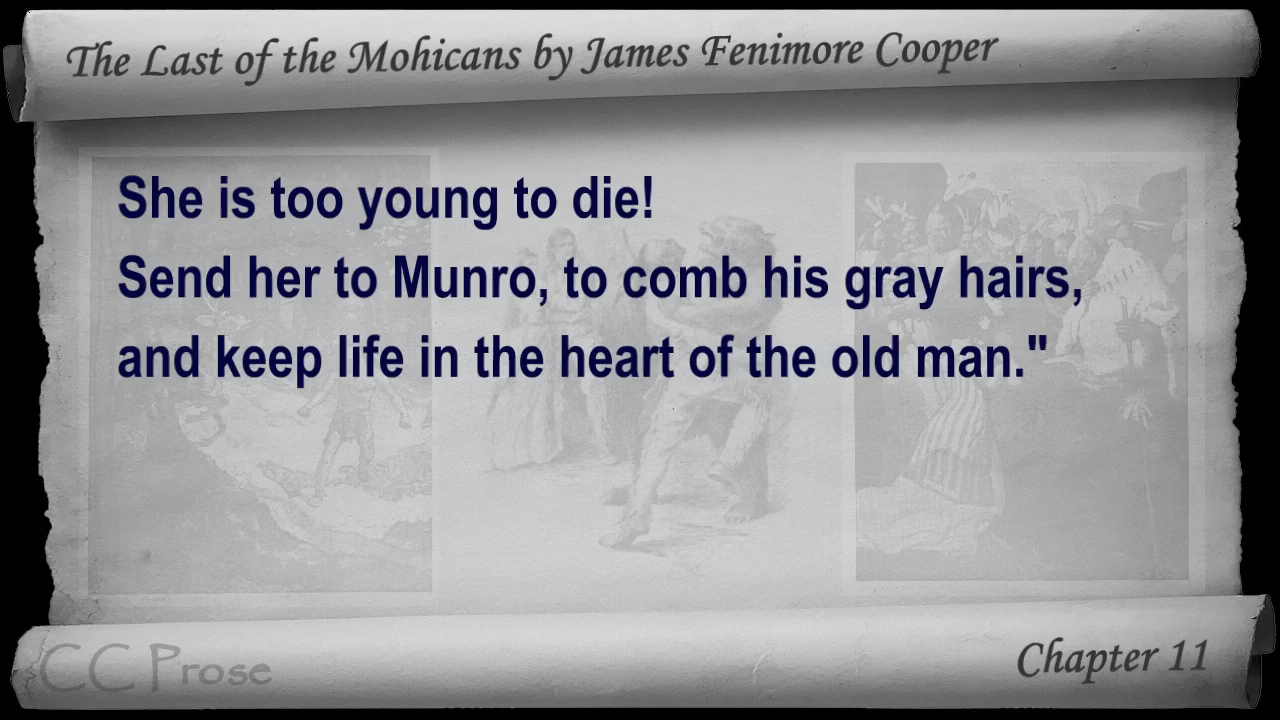 The Last of the Mohicans by James Fenimore Cooper
She is too young to die!
Send her to Munro, to comb his gray hairs,
and keep life in the heart of the old man."
CC Prose
Chapter 11